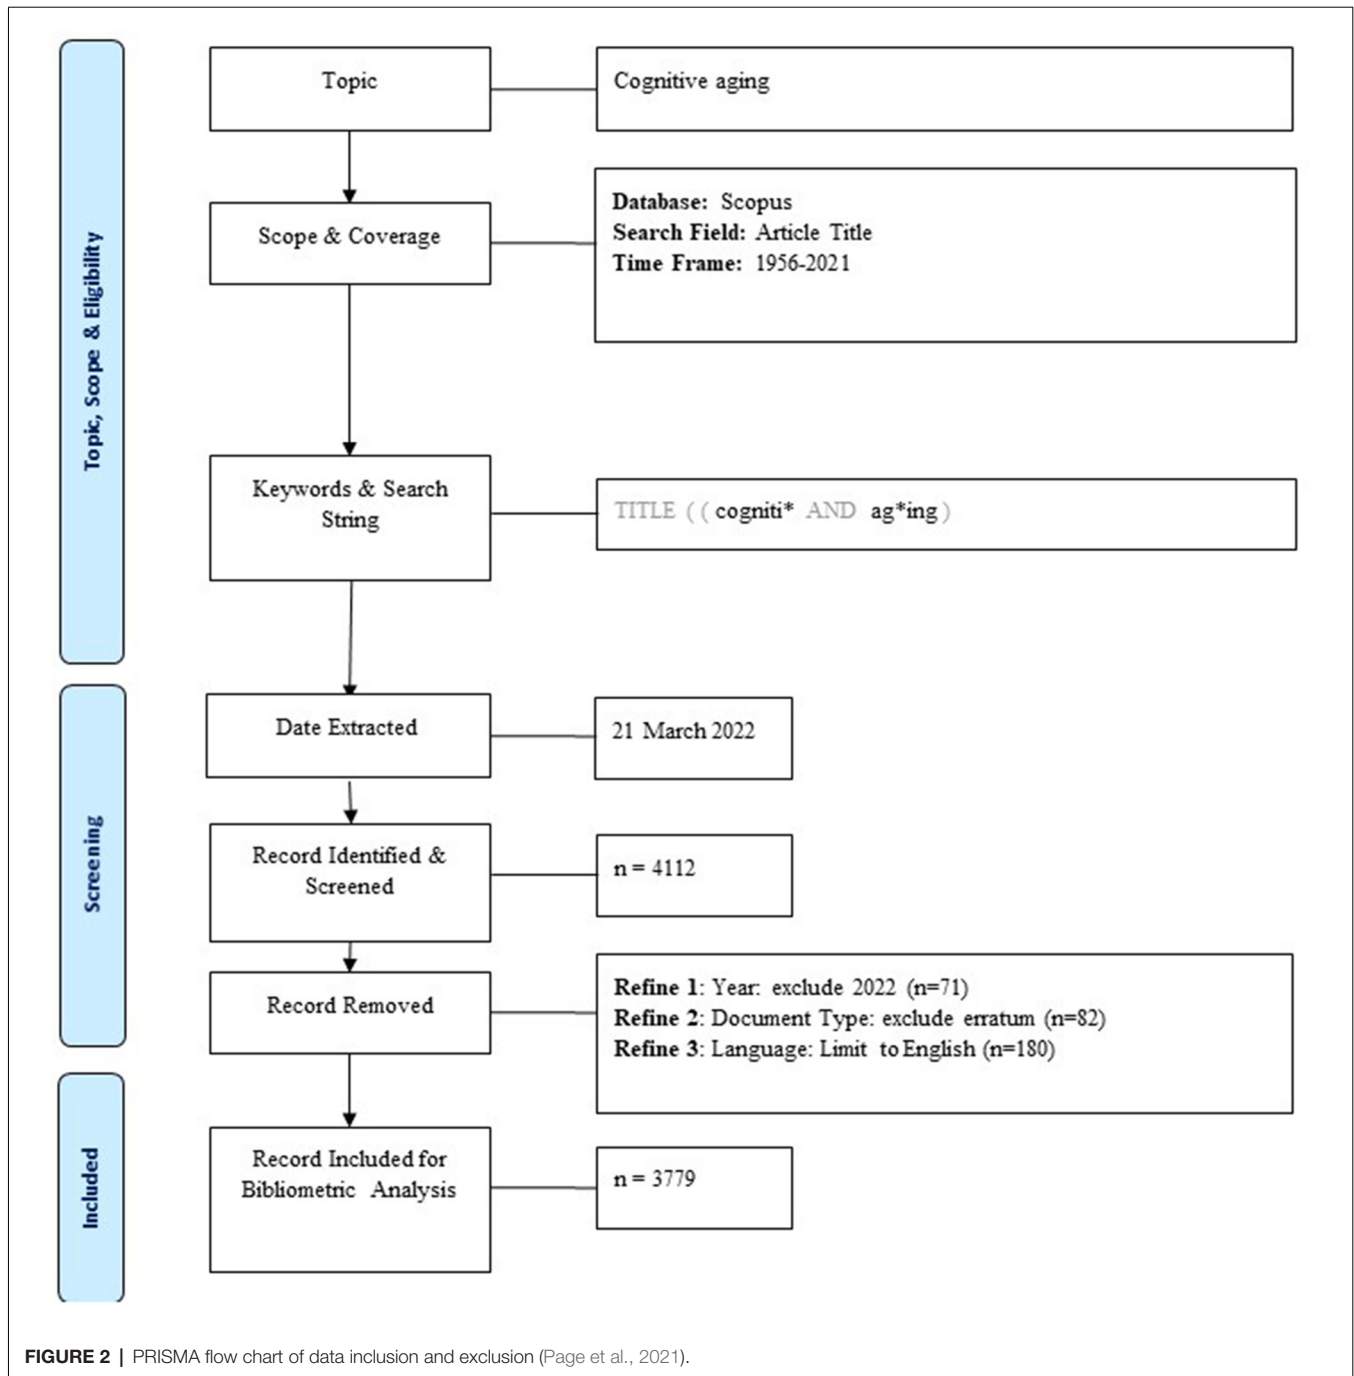 Topic, Scope & Eligibility
Topic
Cognitive aging
Scope & Coverage
Database: Scopus
Search Field: Article Title
Time Frame: 1956-2021
Keywords & Search
String
TITLE ( ( cogniti* AND ag*ing )
Screening
Date Extracted
21 March 2022
Record Identified &
Screened
n = 4112
Record Removed
Refine 1: Year: exclude 2022 (n=71)
Refine 2: Document Type: exclude erratum (n=82)
Refine 3: Language: Limit to English (n=180)
Included
Record Included for
Bibliometric Analysis
n = 3779
FIGURE 2 | PRISMA flow chart of data inclusion and exclusion (Page et al., 2021).